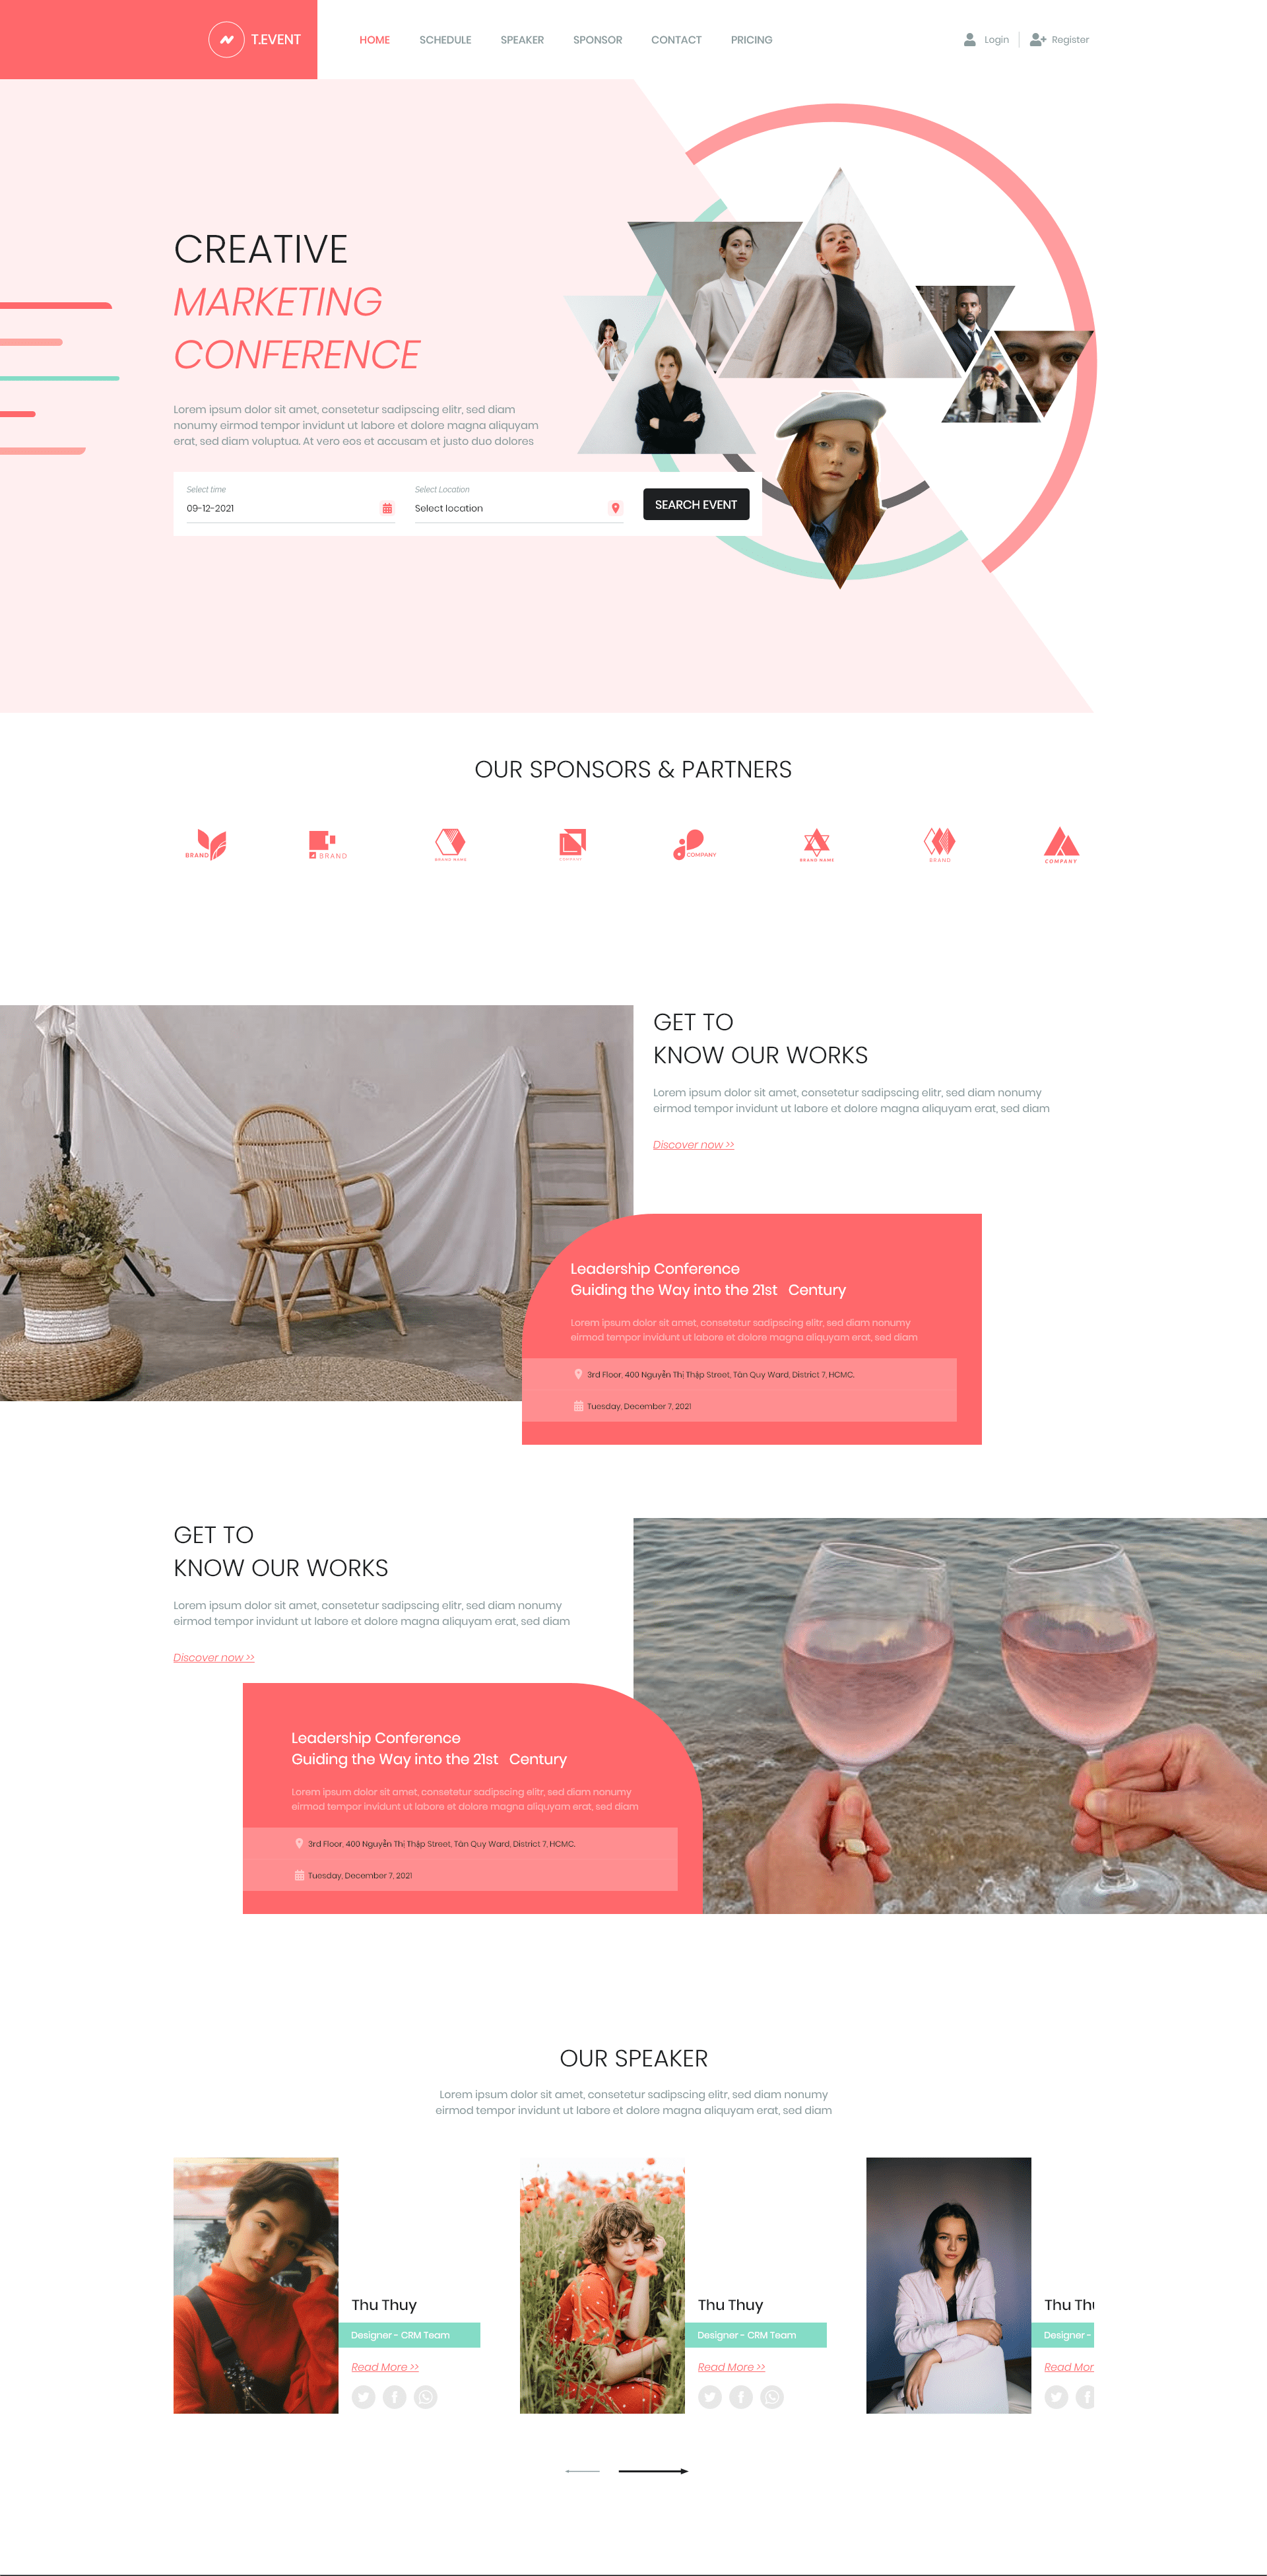 T.EVENT
HOME
SCHEDULE
SPEAKER
SPONSOR
CONTACT
PRICING
Login
Register
CREATIVE
MARKETING
CONFERENCE
Lorem ipsum dolor sit amet, consetetur sadipscing elitr, sed diam
nonumy eirmod tempor invidunt ut labore et dolore magna aliquyam
erat, sed diam voluptua. At vero eos et accusam et justo duo dolores
Select time
09-12-2021
Select Location
Select location
SEARCH EVENT
OUR SPONSORS & PARTNERS
BRAND
BRAND
BRAND NAME
COMPANY
COMPANY
BRAND NAME
BRAND
COMPANY
GET TO
KNOW OUR WORKS
Lorem ipsum dolor sit amet, consetetur sadipscing elitr, sed diam nonumy
eirmod tempor invidunt ut labore et dolore magna aliquyam erat, sed diam
Discover now >>
Leadership Conference
Guiding the Way into the 21st Century
Lorem ipsum dolor sit amet, consetetur sadipscing elitr, sed diam nonumy
eirmod tempor invidunt ut labore et dolore magna aliquyam erat, sed diam
3rd Floor, 400 Nguyễn Thị Thập Street, Tân Quy Ward, District 7, HCMC.
Tuesday, December 7, 2021
GET TO
KNOW OUR WORKS
Lorem ipsum dolor sit amet, consetetur sadipscing elitr, sed diam nonumy
eirmod tempor invidunt ut labore et dolore magna aliquyam erat, sed diam
Discover now >>
Leadership Conference
Guiding the Way into the 21st Century
Lorem ipsum dolor sit amet, consetetur sadipscing elitr, sed diam nonumy
eirmod tempor invidunt ut labore et dolore magna aliquyam erat, sed diam
3rd Floor, 400 Nguyễn Thị Thập Street, Tân Quy Ward, District 7, HCMC.
Tuesday, December 7, 2021
OUR SPEAKER
Lorem ipsum dolor sit amet, consetetur sadipscing elitr, sed diam nonumy
eirmod tempor invidunt ut labore et dolore magna aliquyam erat, sed diam
Thu Thuy
Designer - CRM Team
Read More >>
Thu Thuy
Designer - CRM Team
Read More >>
Thu Thu
Designer -
Read Mor